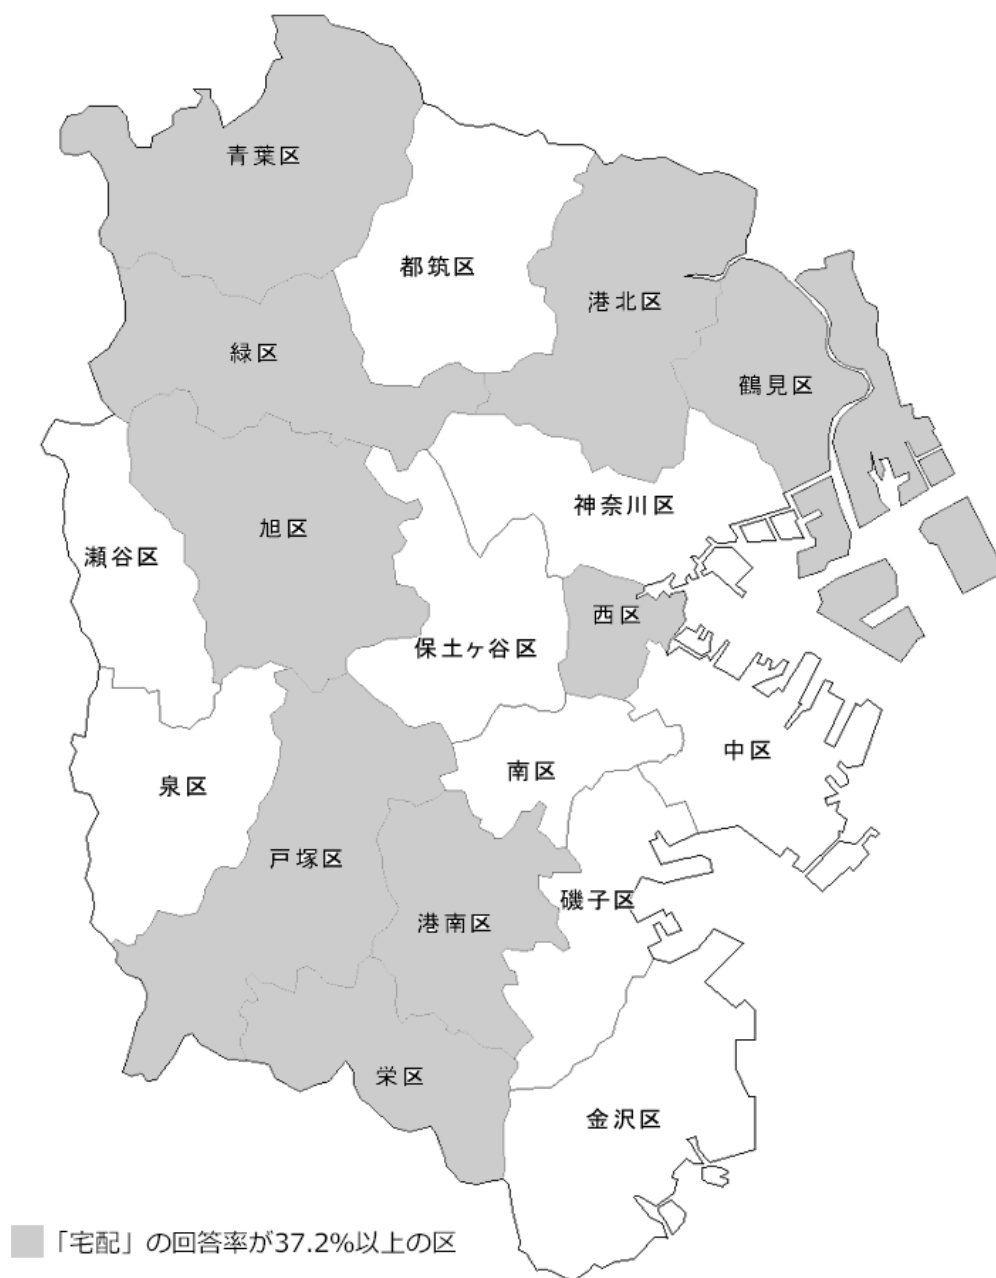 青葉区
都筑区
港北区
緑区
鶴見区
神奈川区
旭区
瀬谷区
西区
保土ヶ谷区
中区
南区
泉区
戸塚区
磯子区
港南区
栄区
金沢区
「宅配」の回答率が37.2%以上の区